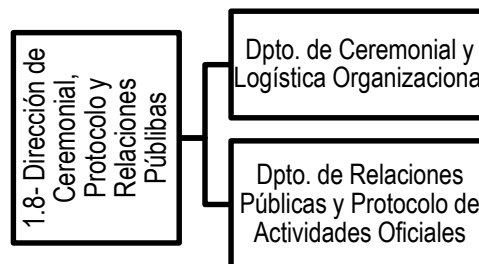 1.8- Dirección de
Ceremonial,
Protocolo y
Relaciones
Públibas
Dpto. de Ceremonial y
Logística Organizaciona
Dpto. de Relaciones
Públicas y Protocolo de
Actividades Oficiales